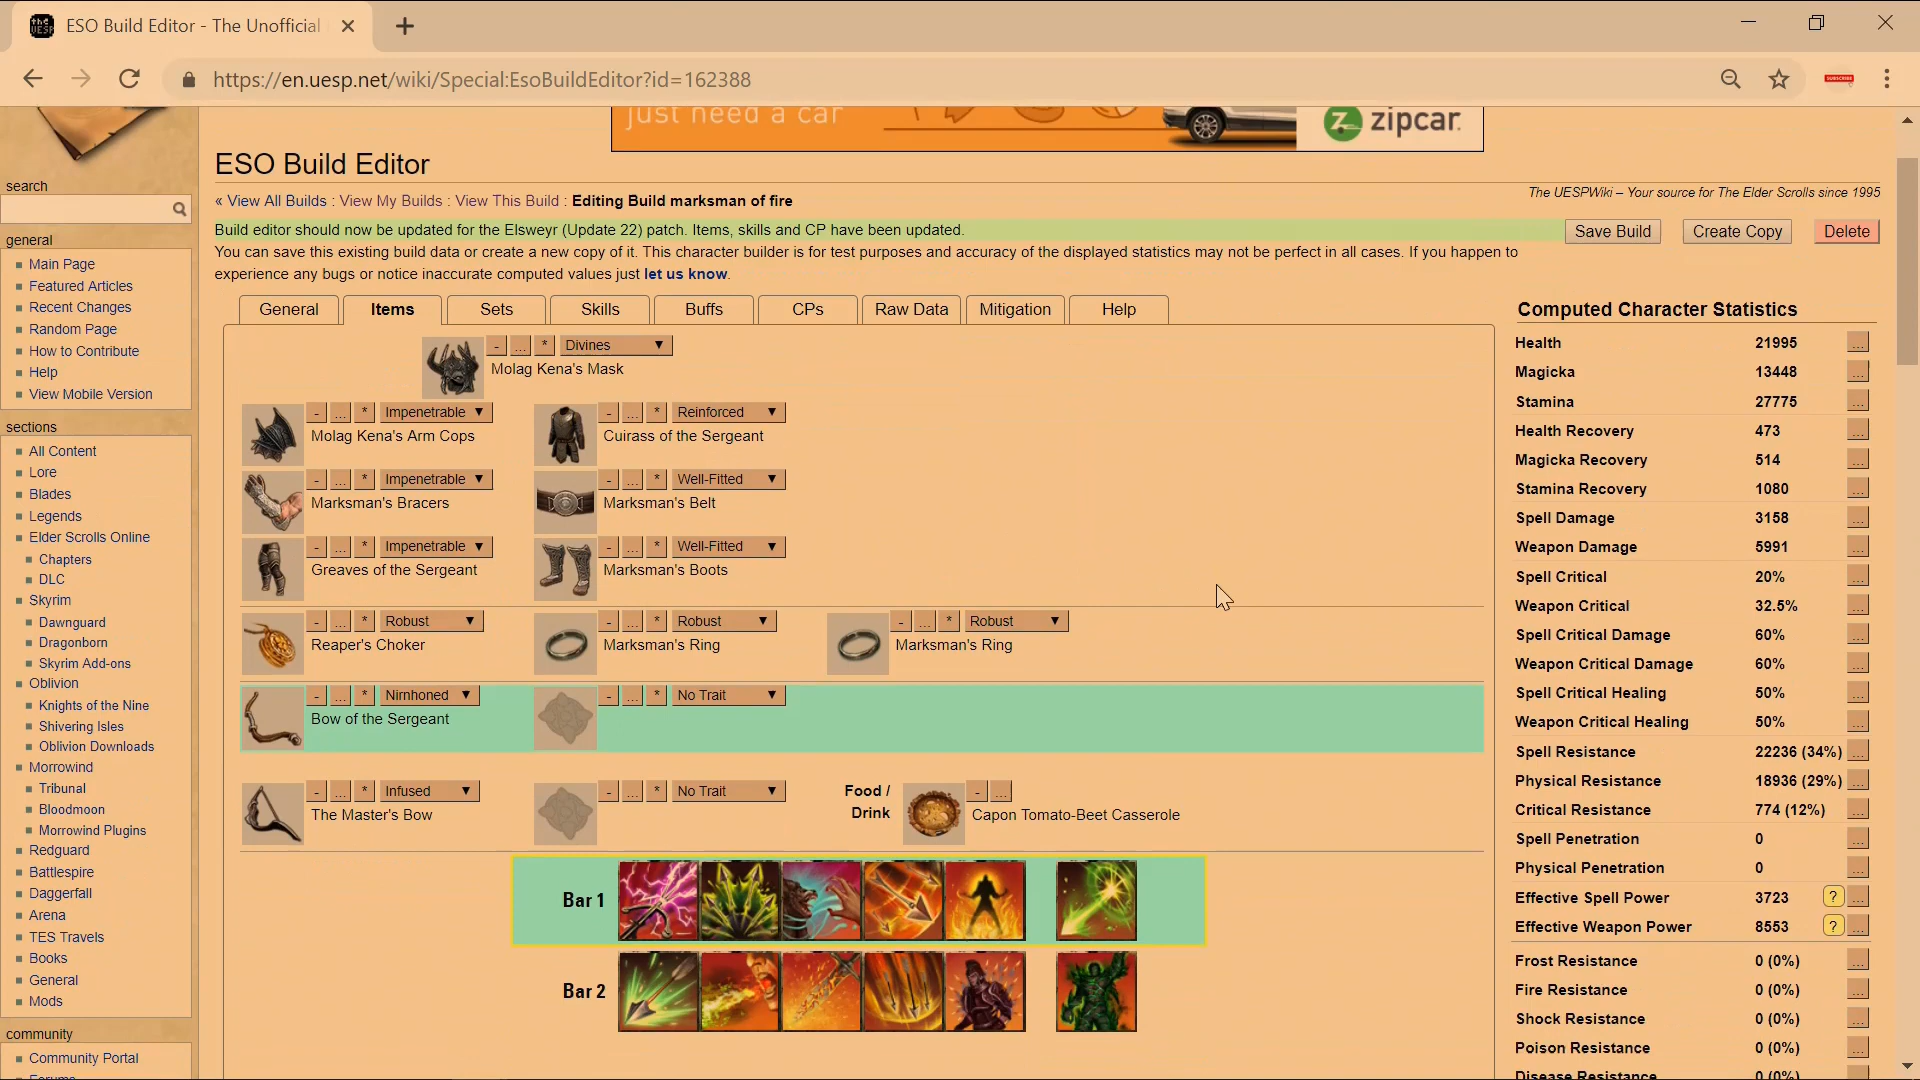 ESO Build Editor - The Unofficial
https://en.uesp.net/wiki/Special:EsoBuildEditor?id=162388
SUBSCRIBE
just need a car
zipcar.
ESO Build Editor
The UESPWiki – Your source for The Elder Scrolls since 1995
« View All Builds : View My Builds : View This Build : Editing Build marksman of fire
Build editor should now be updated for the Elsweyr (Update 22) patch. Items, skills and CP have been updated.
Save Build Create Copy Delete
You can save this existing build data or create a new copy of it. This character builder is for test purposes and accuracy of the displayed statistics may not be perfect in all cases. If you happen to
experience any bugs or notice inaccurate computed values just let us know.
search
general
Main Page
Featured Articles
Recent Changes
Random Page
How to Contribute
Help
View Mobile Version
sections
All Content
Lore
Blades
Legends
Elder Scrolls Online
Chapters
DLC
Skyrim
Dawnguard
Dragonborn
Skyrim Add-ons
Oblivion
Knights of the Nine
Shivering Isles
Oblivion Downloads
Morrowind
Tribunal
Bloodmoon
Morrowind Plugins
Redguard
Battlespire
Daggerfall
Arena
TES Travels
Books
General
Mods
community
Community Portal
Forums
General Items Sets Skills Buffs CPs Raw Data Mitigation Help
- ... * Divines
Molag Kena's Mask
- ... * Impenetrable - ... * Reinforced
Molag Kena's Arm Cops Cuirass of the Sergeant
- ... * Impenetrable - ... * Well-Fitted
Marksman's Bracers Marksman's Belt
- ... * Impenetrable - ... * Well-Fitted
Greaves of the Sergeant Marksman's Boots
- ... * Robust - ... * Robust - ... * Robust
Reaper's Choker Marksman's Ring Marksman's Ring
- ... * Nirnhoned - ... * No Trait
Bow of the Sergeant
- ... * Infused - ... * No Trait Food / - ...
The Master's Bow Drink Capon Tomato-Beet Casserole
Bar 1
Bar 2
Computed Character Statistics
Health 21995 ...
Magicka 13448 ...
Stamina 27775 ...
Health Recovery 473 ...
Magicka Recovery 514 ...
Stamina Recovery 1080 ...
Spell Damage 3158 ...
Weapon Damage 5991 ...
Spell Critical 20% ...
Weapon Critical 32.5% ...
Spell Critical Damage 60% ...
Weapon Critical Damage 60% ...
Spell Critical Healing 50% ...
Weapon Critical Healing 50% ...
Spell Resistance 22236 (34%) ...
Physical Resistance 18936 (29%) ...
Critical Resistance 774 (12%) ...
Spell Penetration 0 ...
Physical Penetration 0 ...
Effective Spell Power 3723 ? ...
Effective Weapon Power 8553 ? ...
Frost Resistance 0 (0%) ...
Fire Resistance 0 (0%) ...
Shock Resistance 0 (0%) ...
Poison Resistance 0 (0%) ...
Disease Resistance 0 (0%) ...